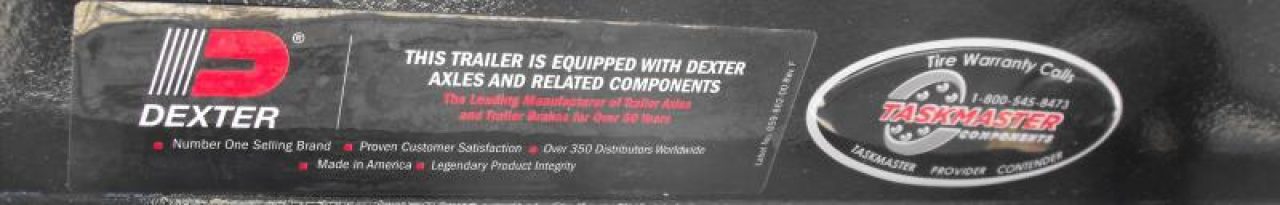 DEXTER®
THIS TRAILER IS EQUIPPED WITH DEXTER
AXLES AND RELATED COMPONENTS
The Leading Manufacturer of Trailer Axles
and Trailer Brakes for Over 50 Years
Number One Selling Brand Proven Customer Satisfaction Over 350 Distributors Worldwide
Made in America Legendary Product Integrity
Tire Warranty Calls
1-800-545-8473
TASKMASTER
COMPONENTS
TASKMASTER PROVIDER CONTENDER